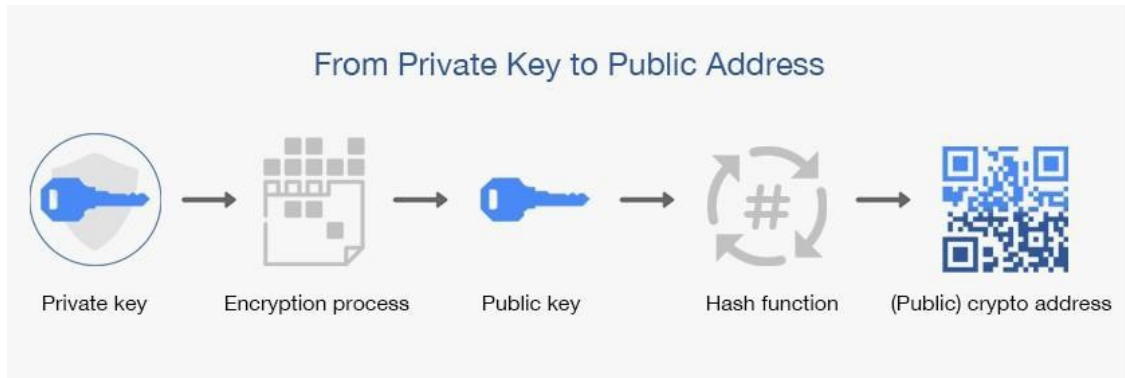 From Private Key to Public Address
#
Private key
Encryption process
Public key
Hash function
(Public) crypto address